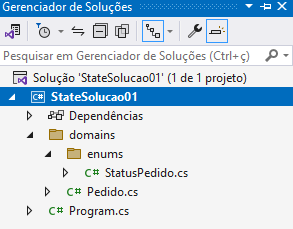 Gerenciador de Soluções
Pesquisar em Gerenciador de Soluções (Ctrl+ç)
Solução 'StateSolucao01' (1 de 1 projeto)
C# StateSolucao01
Dependências
domains
enums
C# StatusPedido.cs
C# Pedido.cs
C# Program.cs